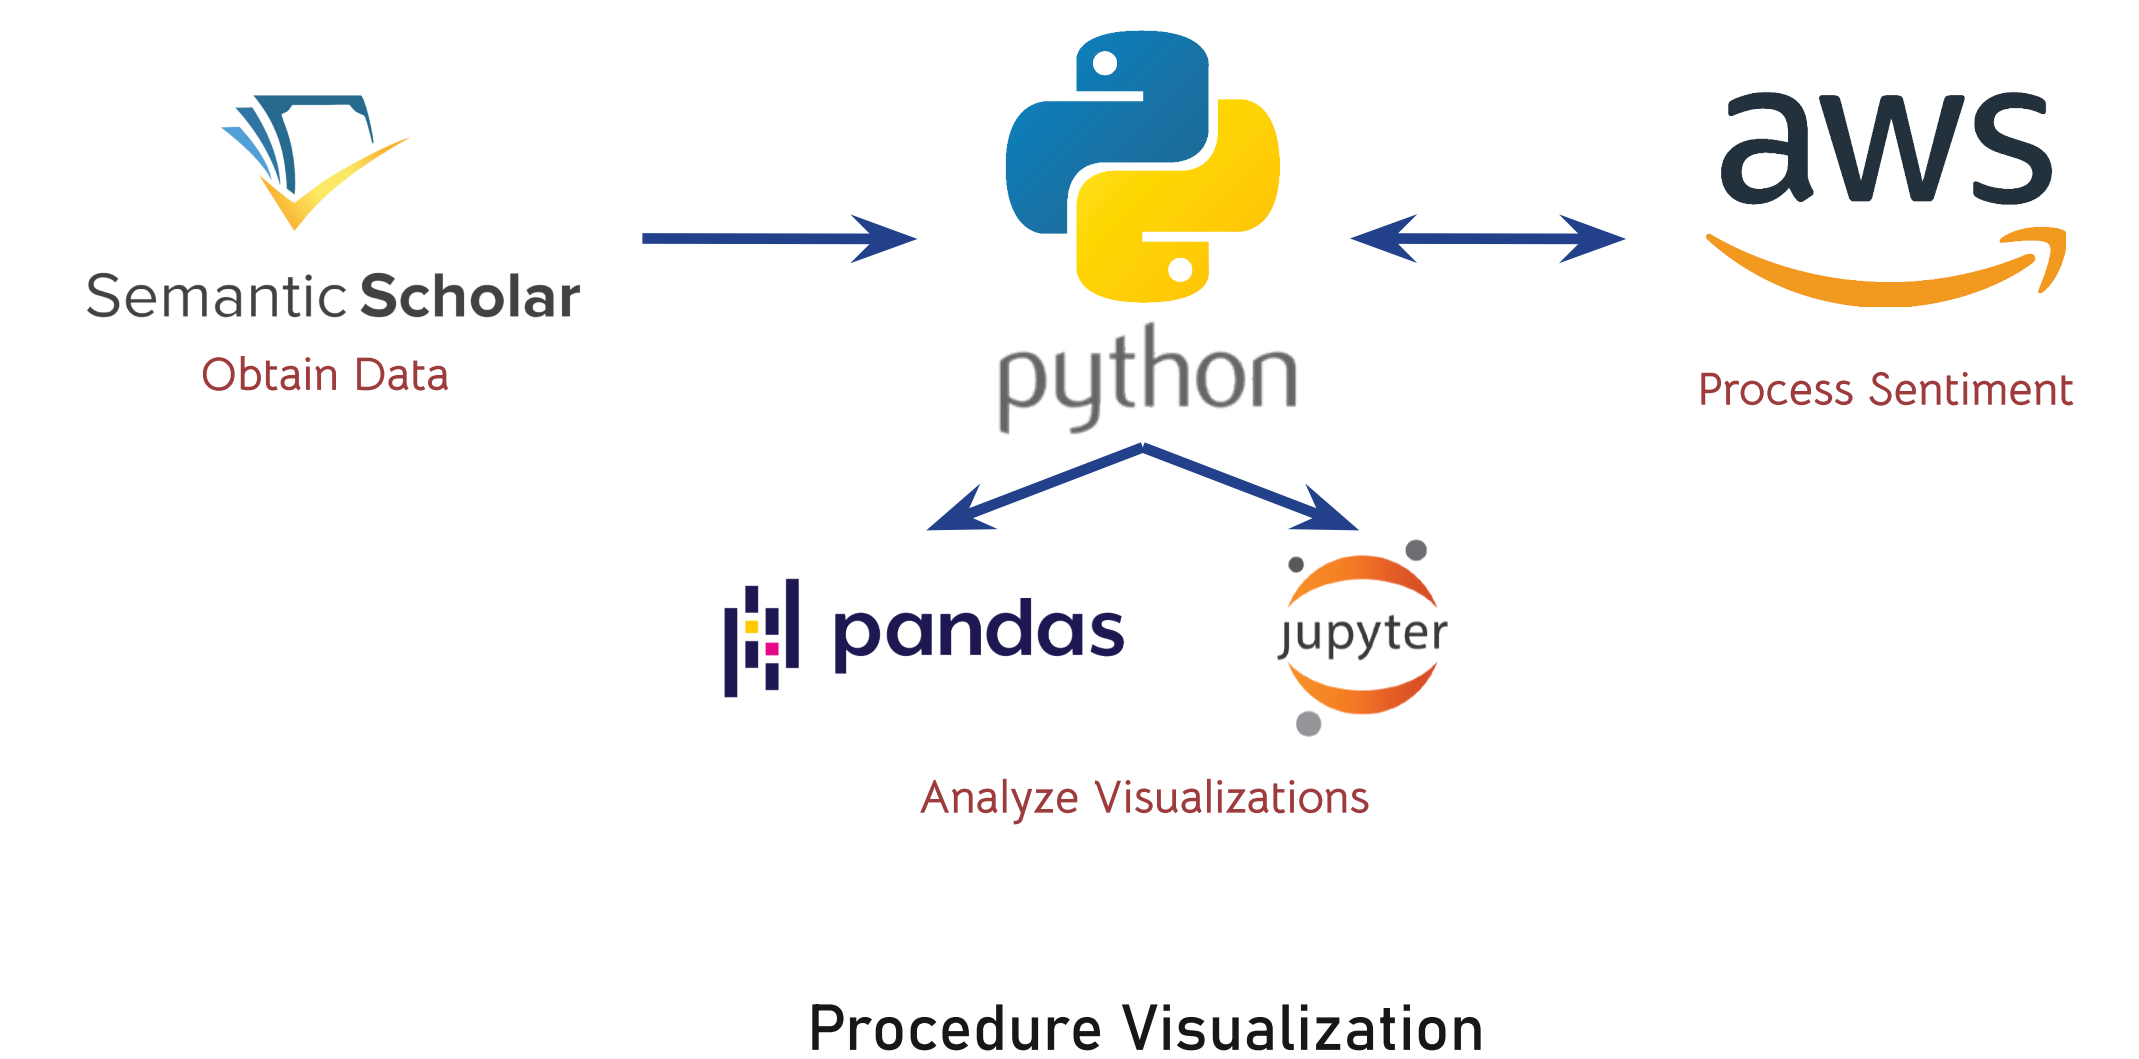 Semantic Scholar
Obtain Data
python
aws
Process Sentiment
pandas
jupyter
Analyze Visualizations
Procedure Visualization